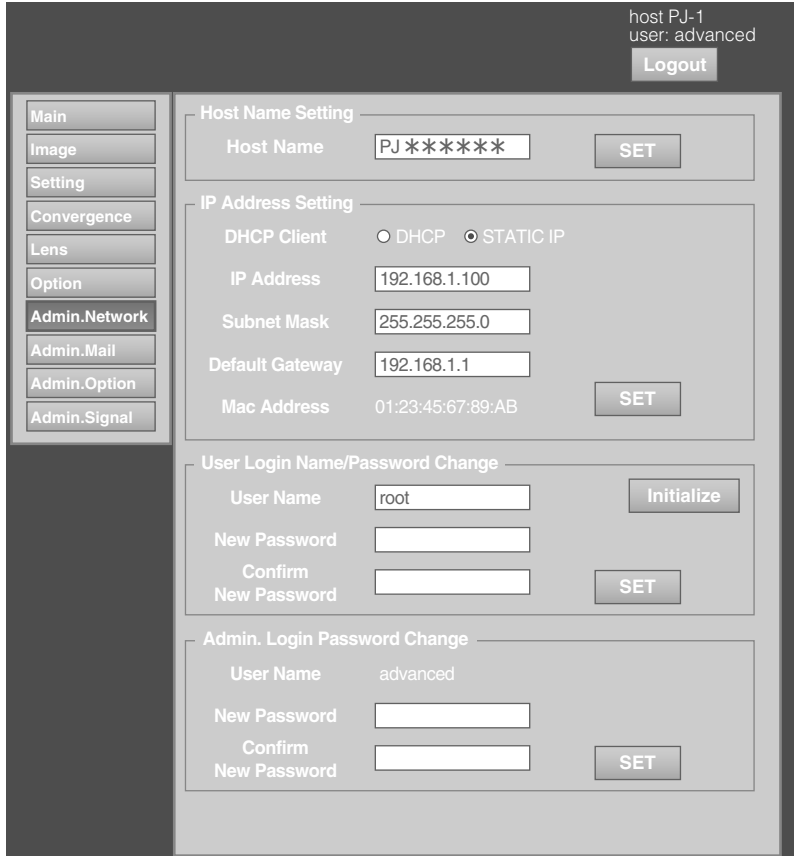 host PJ-1
user: advanced
Logout
Main
Image
Setting
Convergence
Lens
Option
Admin.Network
Admin.Mail
Admin.Option
Admin.Signal
Host Name Setting
Host Name PJ****** SET
IP Address Setting
DHCP Client DHCP STATIC IP
IP Address 192.168.1.100
Subnet Mask 255.255.255.0
Default Gateway 192.168.1.1
Mac Address 01:23:45:67:89:AB SET
User Login Name/Password Change
User Name root Initialize
New Password
Confirm
New Password SET
Admin. Login Password Change
User Name advanced
New Password
Confirm
New Password SET